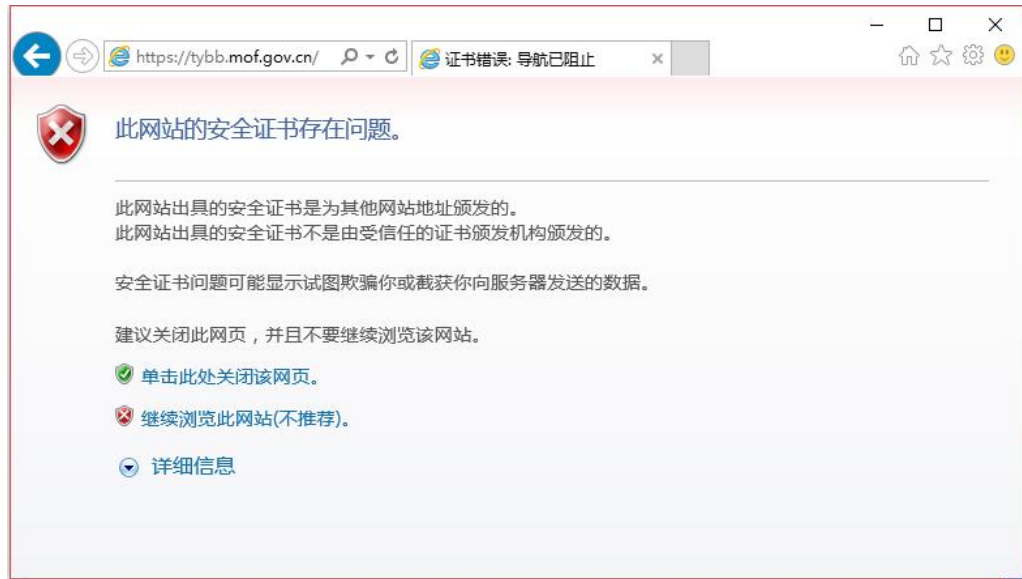 https://tybb.mof.gov.cn/
证书错误: 导航已阻止
此网站的安全证书存在问题。
此网站出具的安全证书是为其他网站地址颁发的。
此网站出具的安全证书不是由受信任的证书颁发机构颁发的。
安全证书问题可能显示试图欺骗你或截获你向服务器发送的数据。
建议关闭此网页，并且不要继续浏览该网站。
单击此处关闭该网页。
继续浏览此网站(不推荐)。
详细信息